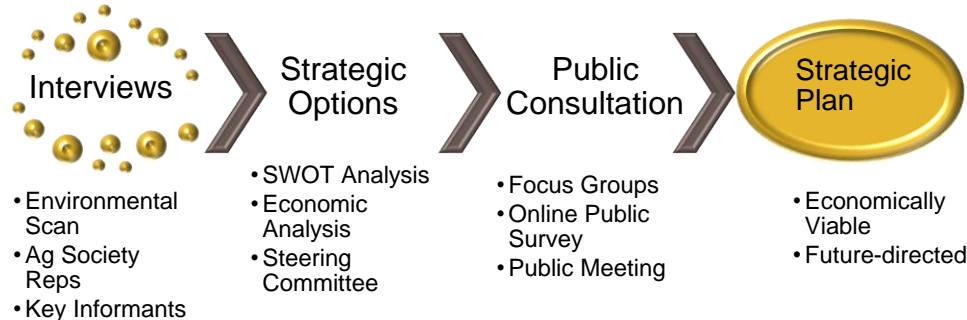 Interviews
• Environmental
Scan
• Ag Society
Reps
• Key Informants
Strategic
Options
• SWOT Analysis
• Economic
Analysis
• Steering
Committee
Public
Consultation
• Focus Groups
• Online Public
Survey
• Public Meeting
Strategic
Plan
• Economically
Viable
• Future-directed